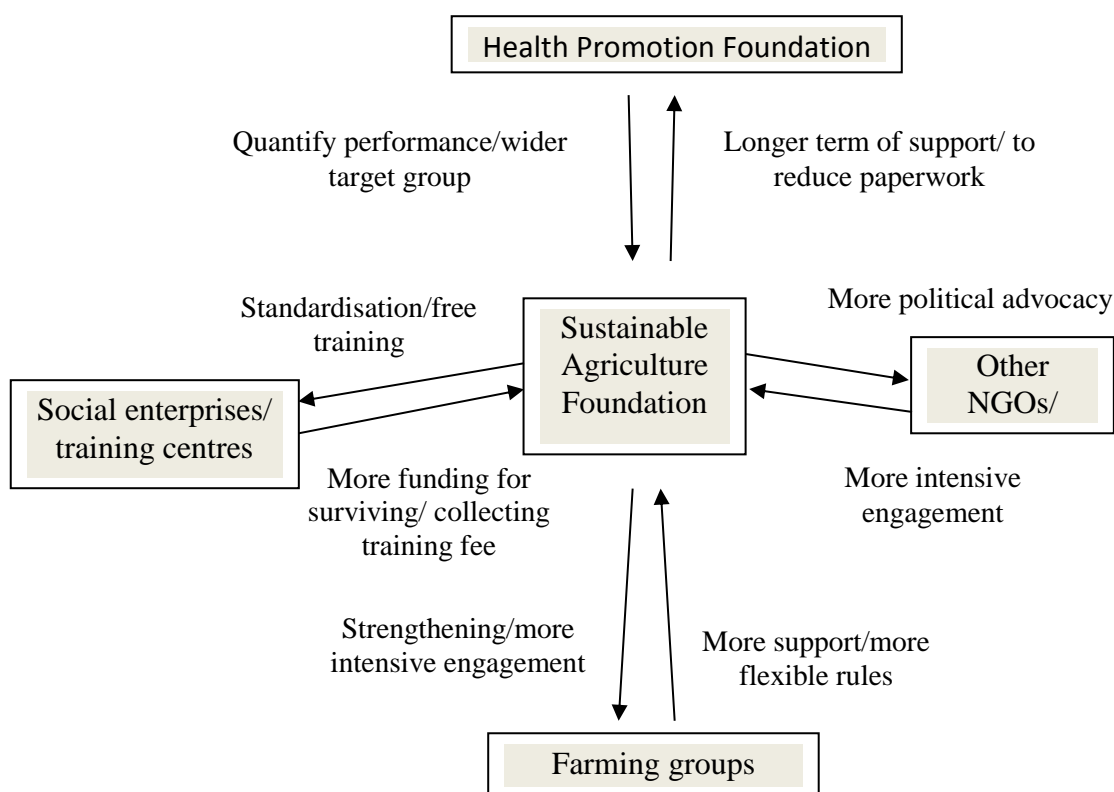 Health Promotion Foundation
Quantify performance/wider
target group
Longer term of support/ to
reduce paperwork
Standardisation/free
training
Sustainable
Agriculture
Foundation
More political advocacy
Social enterprises/
training centres
Other
NGOs/
More funding for
surviving/ collecting
training fee
More intensive
engagement
Strengthening/more
intensive engagement
More support/more
flexible rules
Farming groups